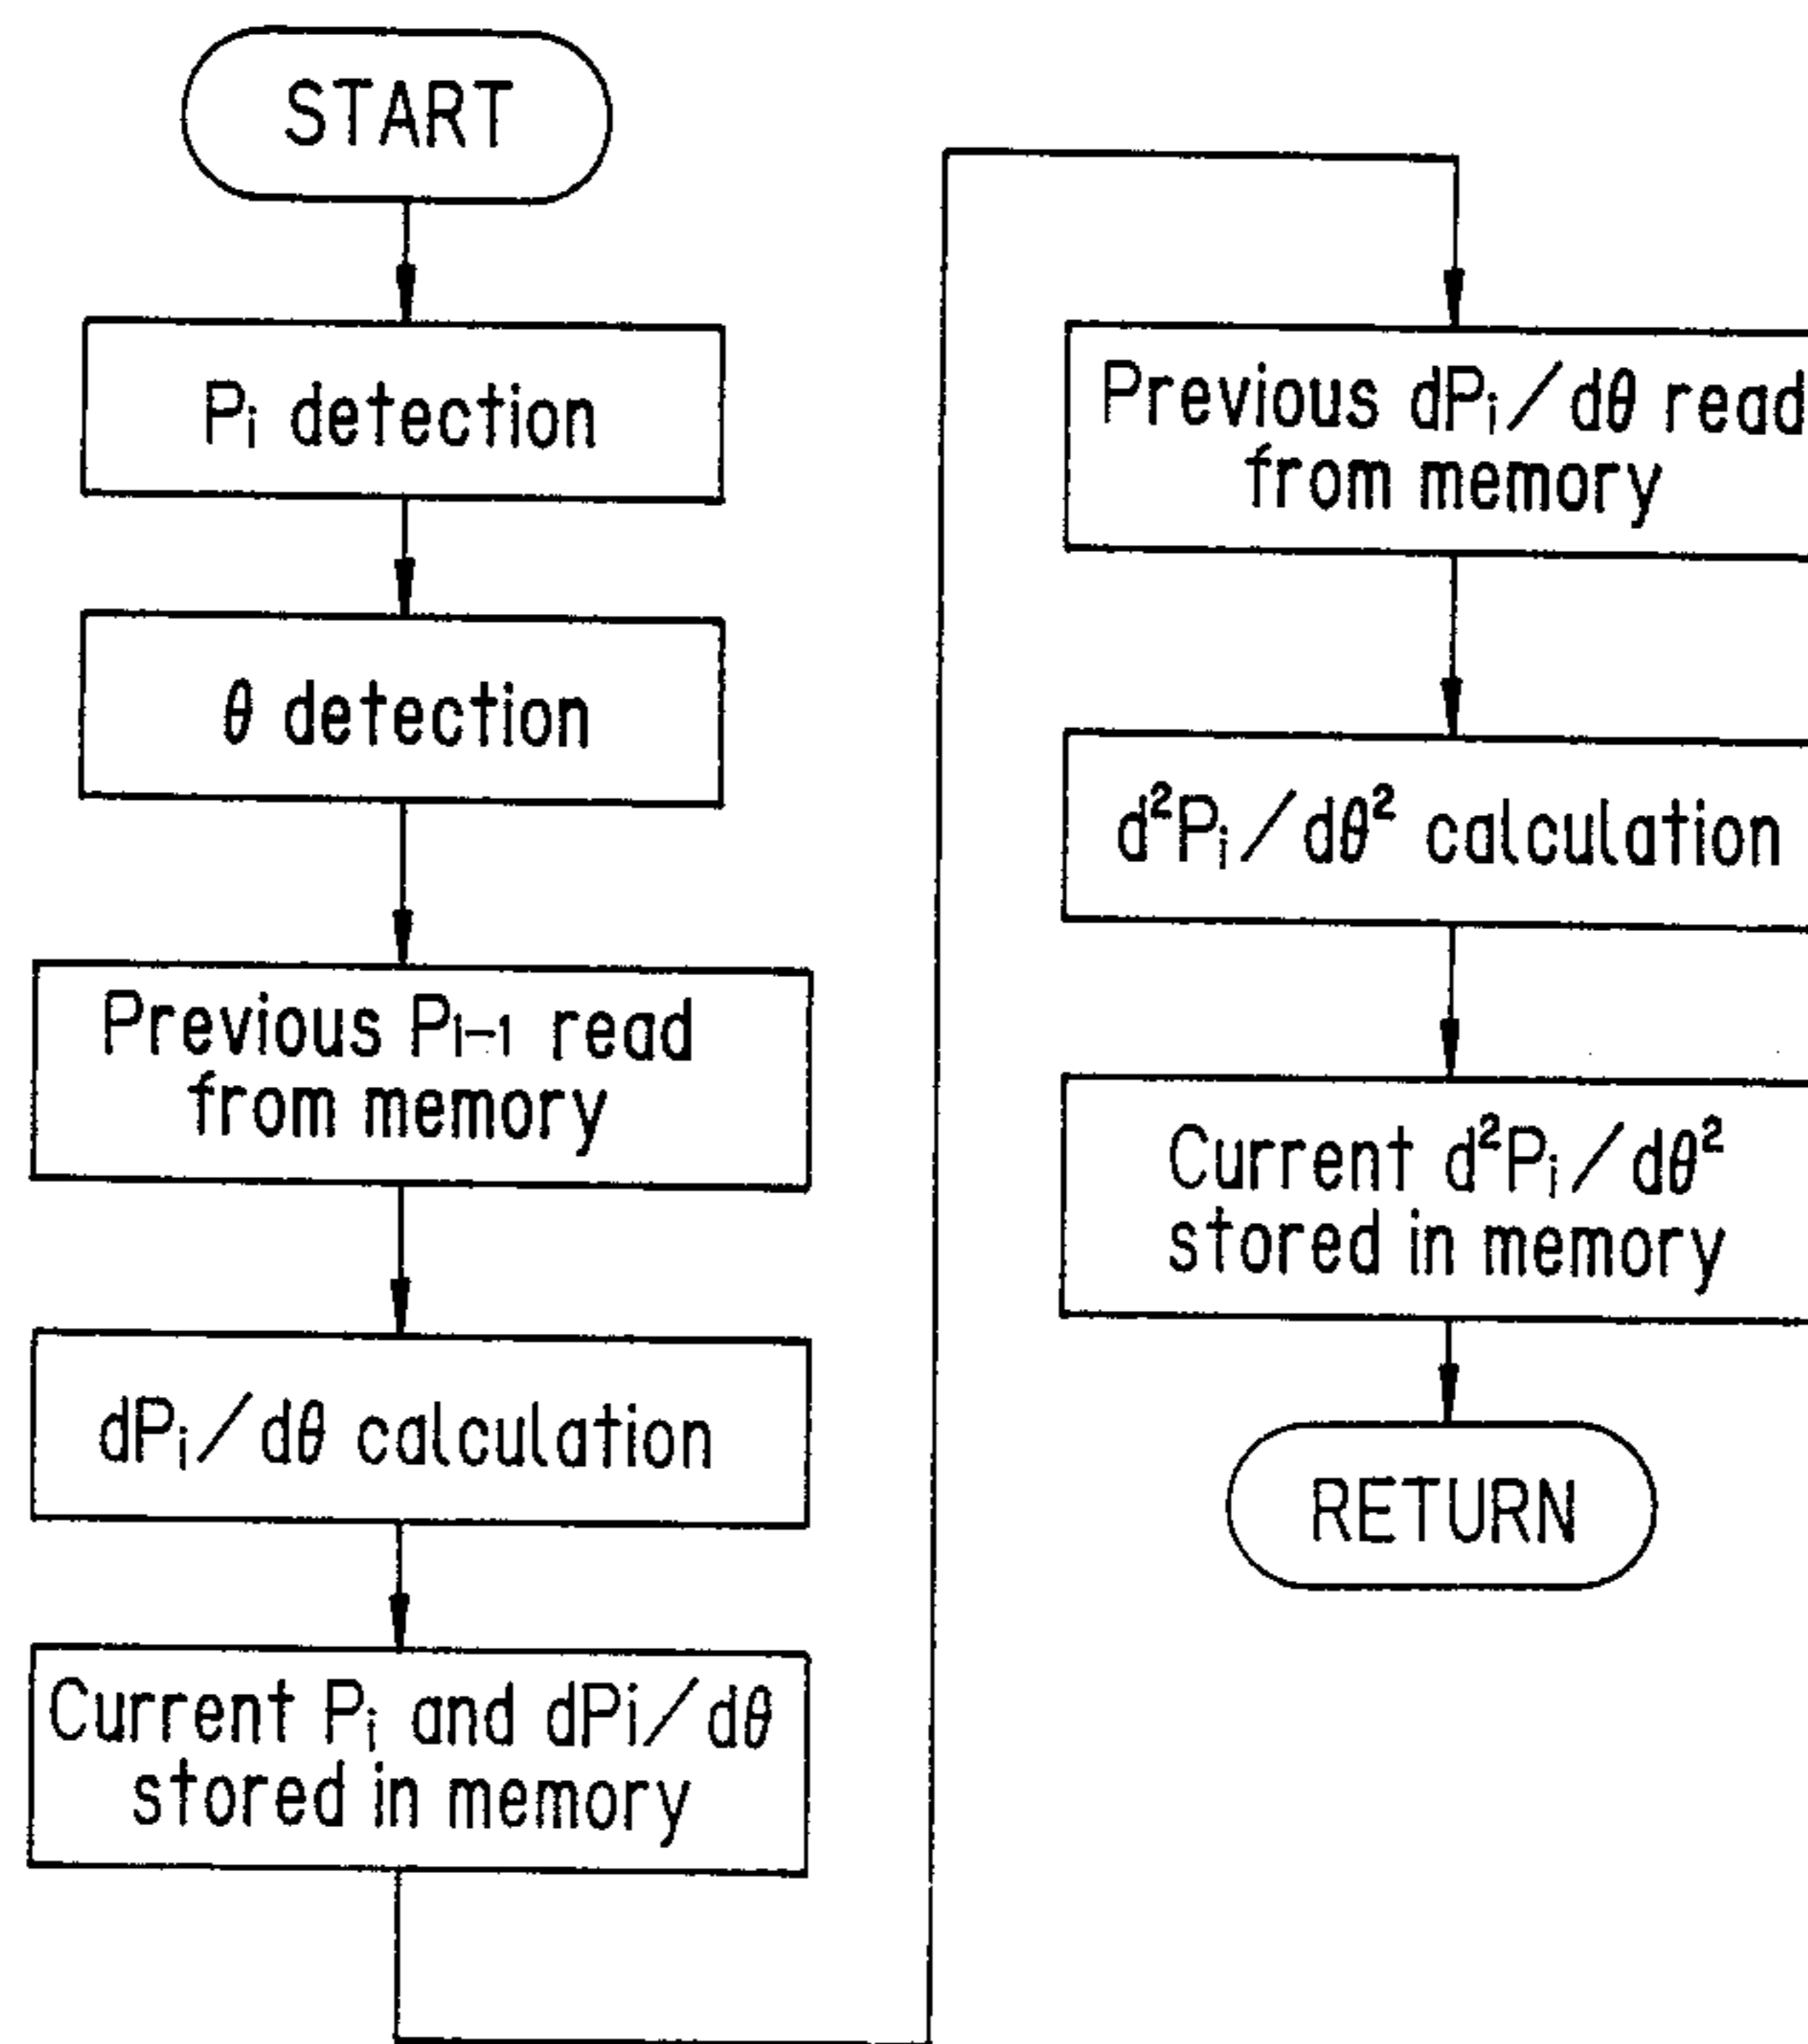 START
Pᵢ detection
θ detection
Previous Pᵢ₋₁ read
from memory
dPᵢ/dθ calculation
Current Pᵢ and dPi/dθ
stored in memory
Previous dPᵢ/dθ read
from memory
d²Pᵢ/dθ² calculation
Current d²Pᵢ/dθ²
stored in memory
RETURN